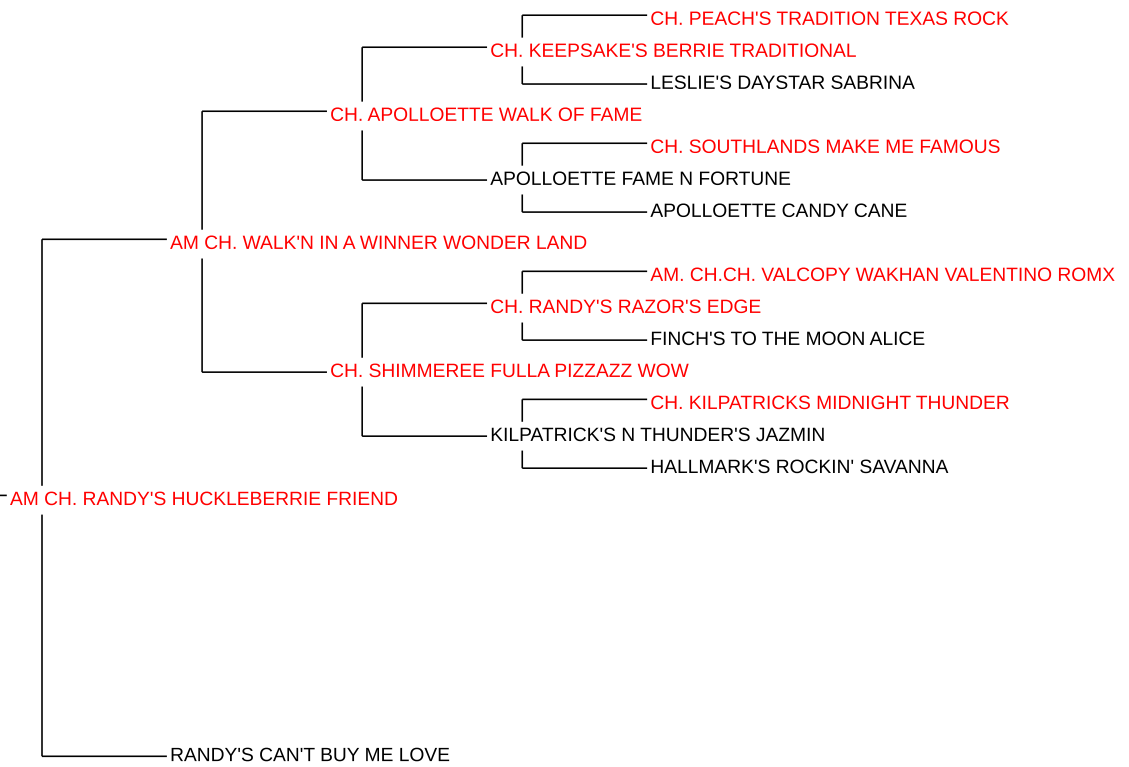 CH. PEACH'S TRADITION TEXAS ROCK
CH. KEEPSAKE'S BERRIE TRADITIONAL
LESLIE'S DAYSTAR SABRINA
CH. APOLLOETTE WALK OF FAME
CH. SOUTHLANDS MAKE ME FAMOUS
APOLLOETTE FAME N FORTUNE
APOLLOETTE CANDY CANE
AM CH. WALK'N IN A WINNER WONDER LAND
AM. CH.CH. VALCOPY WAKHAN VALENTINO ROMX
CH. RANDY'S RAZOR'S EDGE
FINCH'S TO THE MOON ALICE
CH. SHIMMEREE FULLA PIZZAZZ WOW
CH. KILPATRICKS MIDNIGHT THUNDER
KILPATRICK'S N THUNDER'S JAZMIN
HALLMARK'S ROCKIN' SAVANNA
AM CH. RANDY'S HUCKLEBERRIE FRIEND
RANDY'S CAN'T BUY ME LOVE